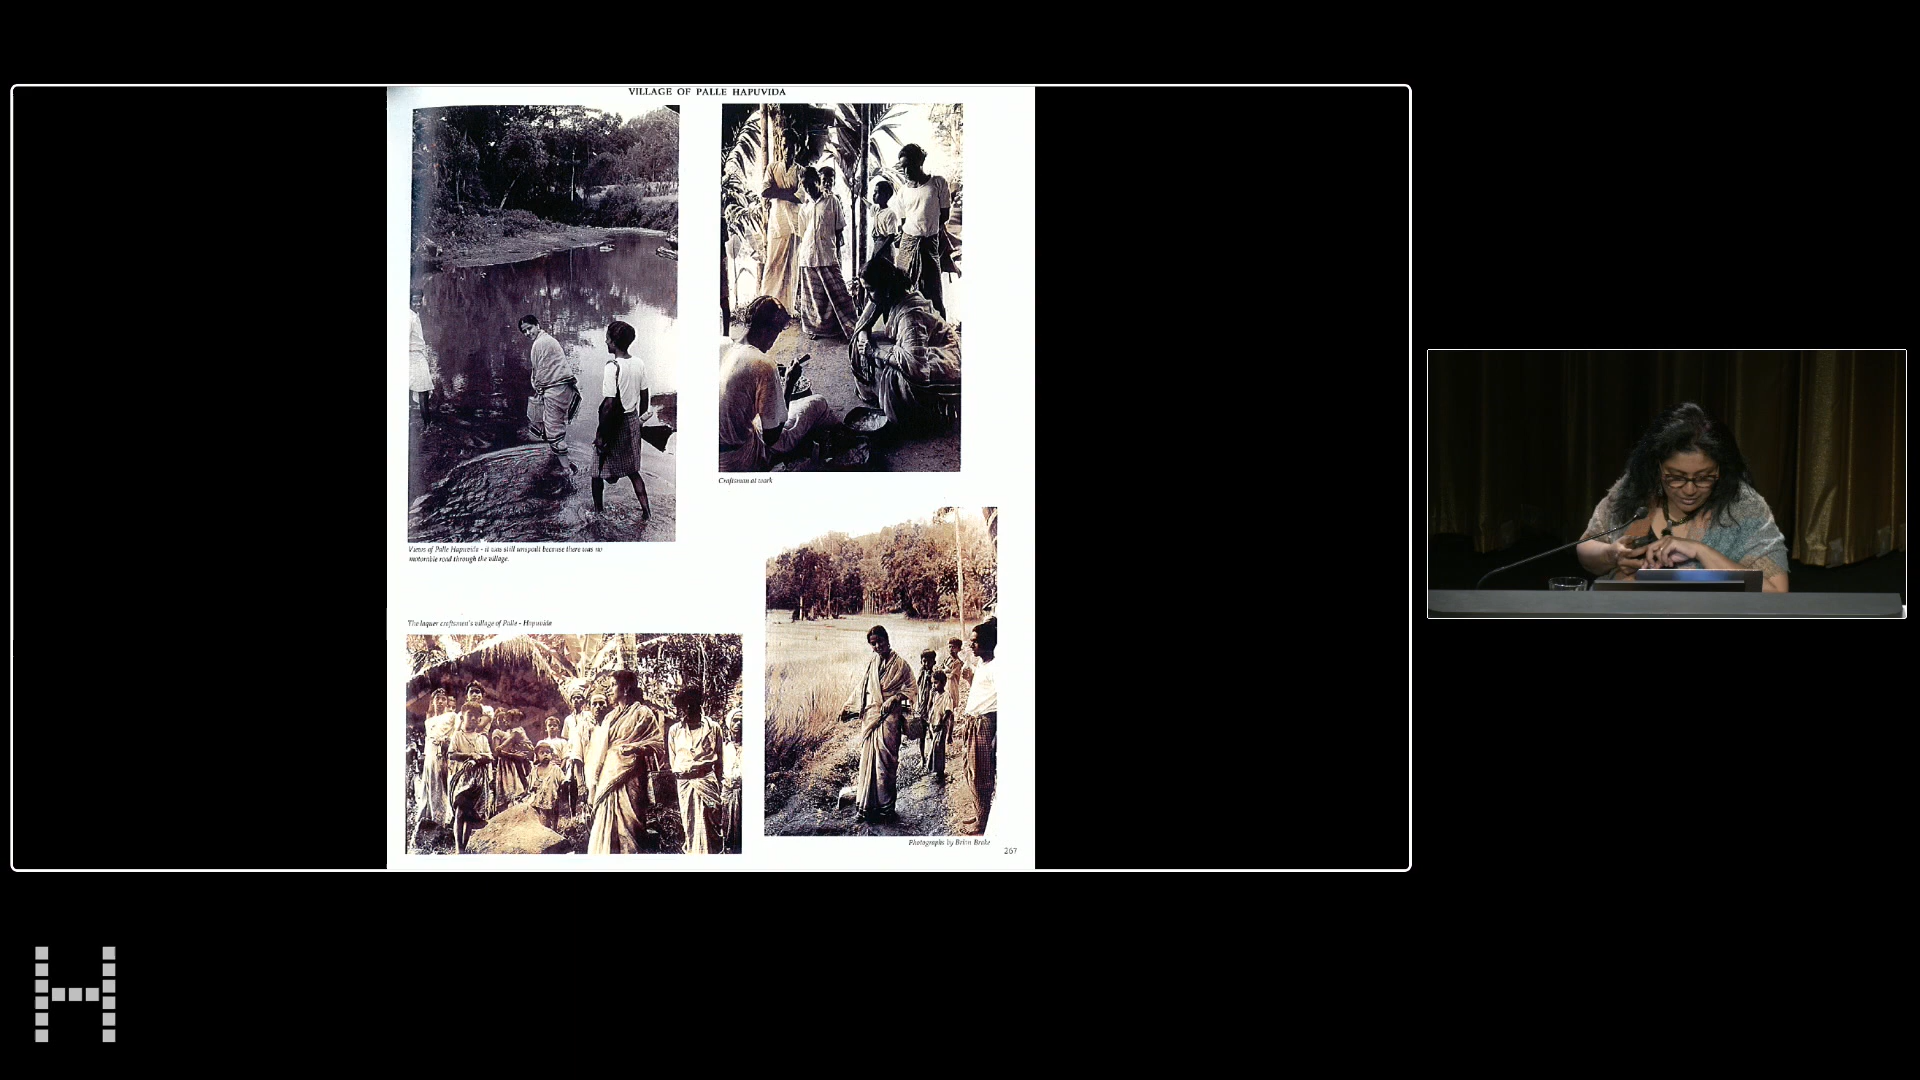 VILLAGE OF PALLE HAPUVIDA
Views of Palle Hapuvida - it was still unspoilt because there was no
motorable road through the village.
Craftsman at work
The laquer craftsmen's village of Palle - Hapuvida
Photographs by Brian Brake
267
H